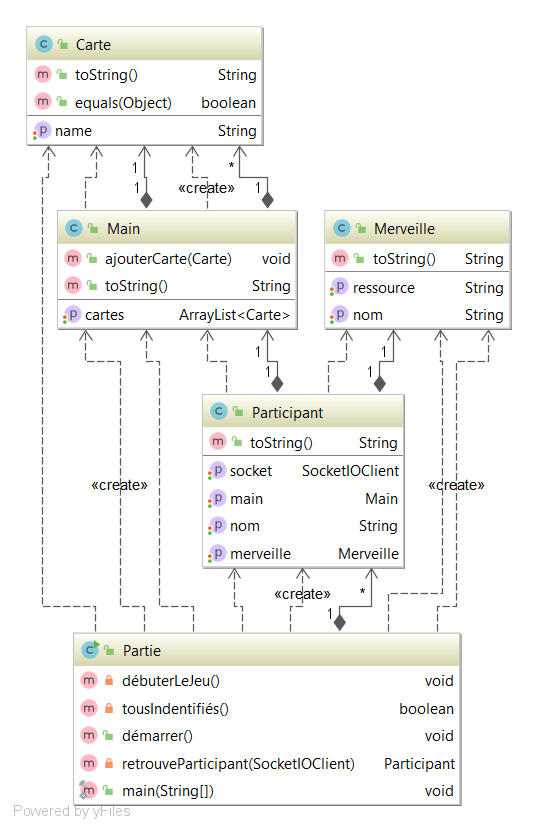 C Carte
m toString() String
m equals(Object) boolean
p name String
1 *
1 «create» 1
C Main
m ajouterCarte(Carte) void
m toString() String
p cartes ArrayList<Carte>
C Merveille
m toString() String
p ressource String
p nom String
1 1
1 1
C Participant
m toString() String
p socket SocketIOClient
p main Main
p nom String
p merveille Merveille
«create» «create»
«create» *
1
C Partie
m débuterLeJeu() void
m tousIndentifiés() boolean
m démarrer() void
m retrouveParticipant(SocketIOClient) Participant
m main(String[]) void
Powered by yFiles